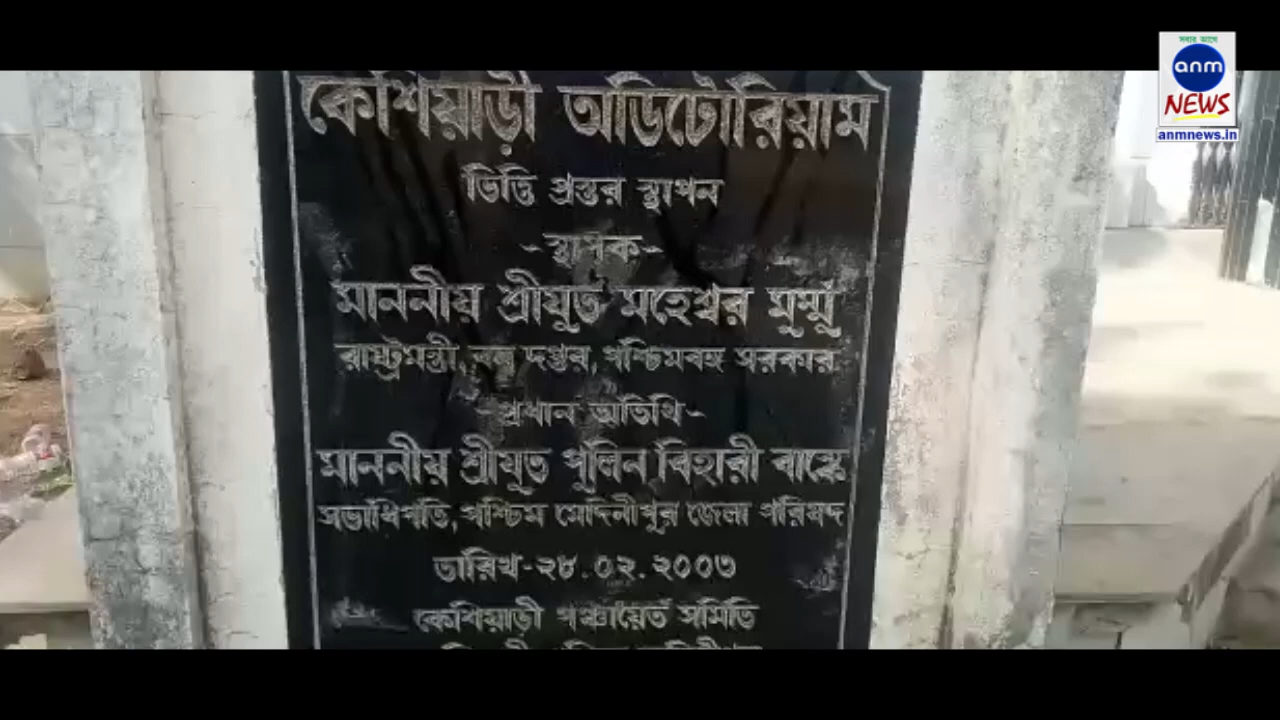 সবার আগে
anm
NEWS
anmnews.in
কেশিয়াড়ী অডিটোরিয়াম
ভিত্তি প্রস্তর স্থাপন
-স্থাপক-
মাননীয় শ্রীযুত মহেশ্বর মুর্ম্মু
রাষ্ট্রমন্ত্রী, বন দপ্তর, পশ্চিমবঙ্গ সরকার
-প্রধান অতিথি-
মাননীয় শ্রীযুত পুলিন বিহারী বাস্কে
সভাধিপতি, পশ্চিম মেদিনীপুর জেলা পরিষদ
তারিখ-২৮.০২.২০০৩
কেশিয়াড়ী পঞ্চায়েত সমিতি